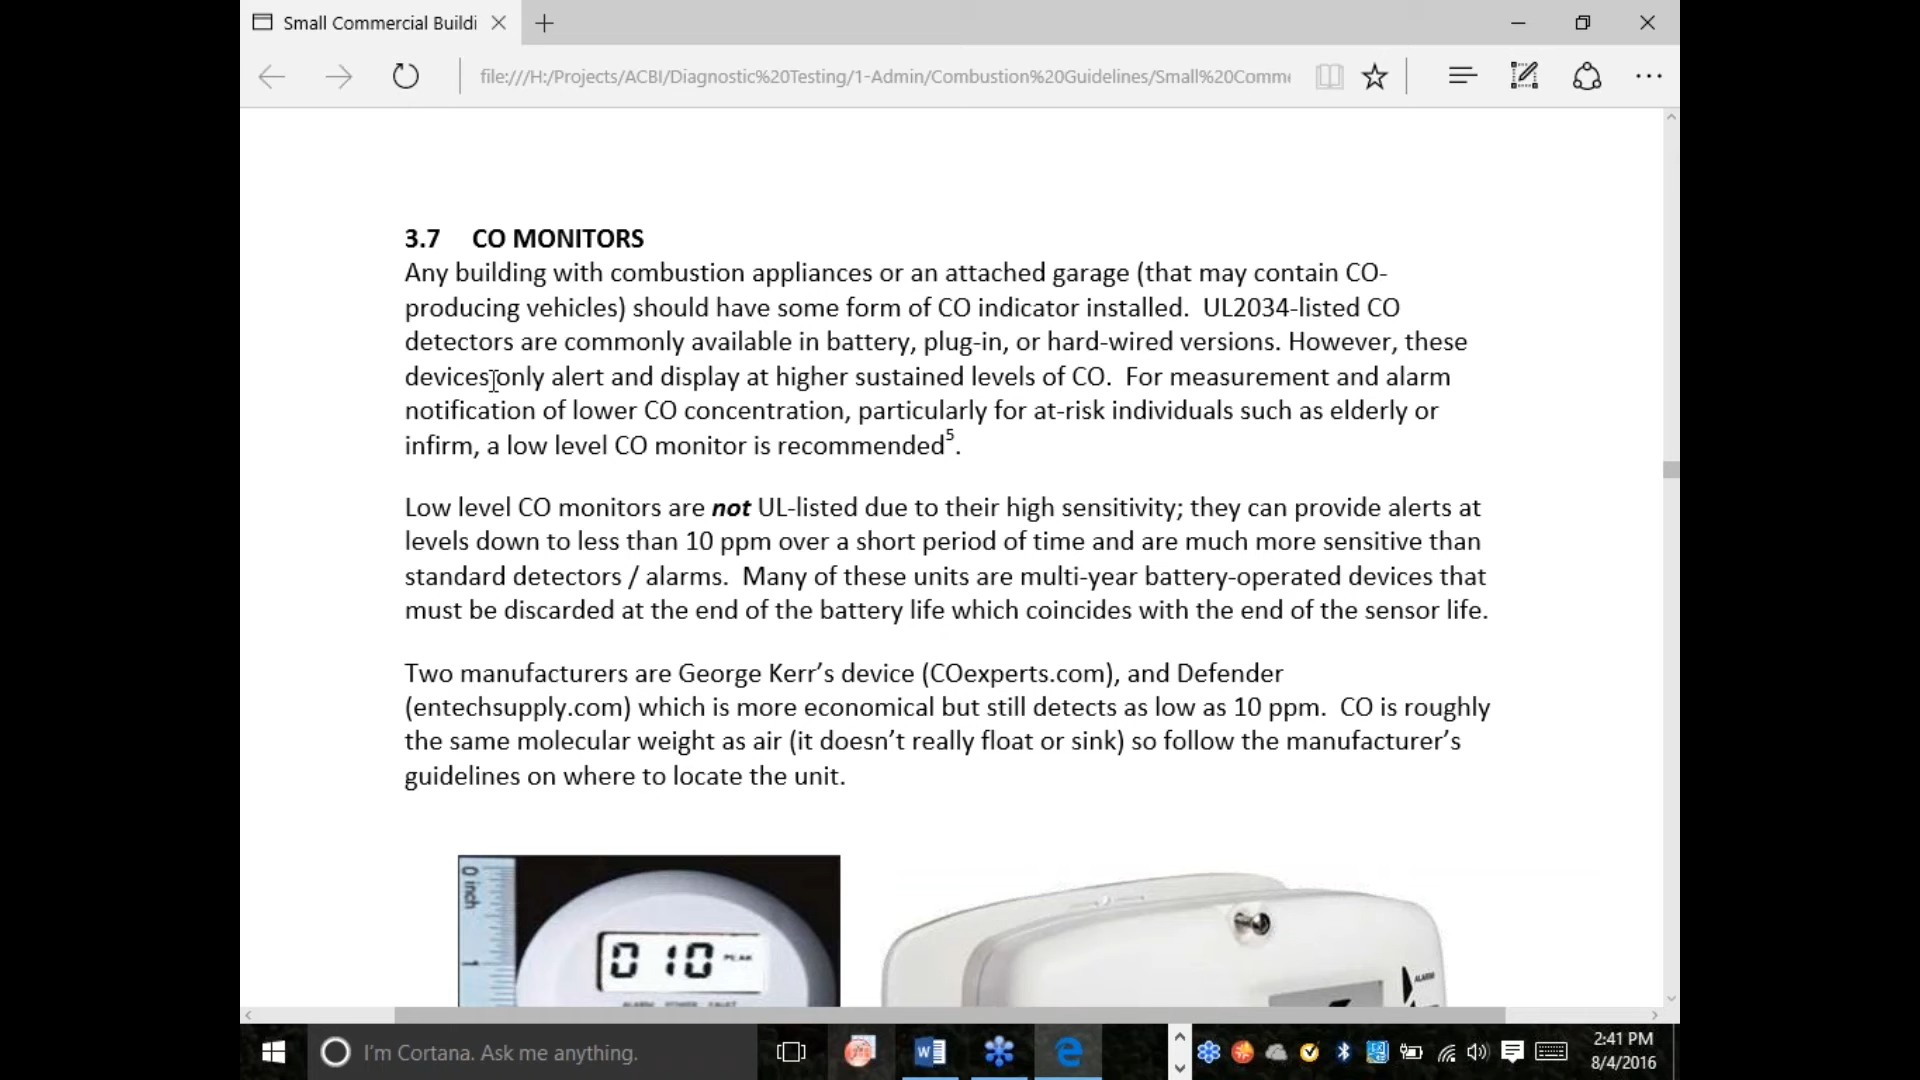 Small Commercial Buildi
file:///H:/Projects/ACBI/Diagnostic%20Testing/1-Admin/Combustion%20Guidelines/Small%20Comme
3.7 CO MONITORS
Any building with combustion appliances or an attached garage (that may contain CO-
producing vehicles) should have some form of CO indicator installed. UL2034-listed CO
detectors are commonly available in battery, plug-in, or hard-wired versions. However, these
devices only alert and display at higher sustained levels of CO. For measurement and alarm
notification of lower CO concentration, particularly for at-risk individuals such as elderly or
infirm, a low level CO monitor is recommended5.
Low level CO monitors are not UL-listed due to their high sensitivity; they can provide alerts at
levels down to less than 10 ppm over a short period of time and are much more sensitive than
standard detectors / alarms. Many of these units are multi-year battery-operated devices that
must be discarded at the end of the battery life which coincides with the end of the sensor life.
Two manufacturers are George Kerr’s device (COexperts.com), and Defender
(entechsupply.com) which is more economical but still detects as low as 10 ppm. CO is roughly
the same molecular weight as air (it doesn’t really float or sink) so follow the manufacturer’s
guidelines on where to locate the unit.
0 inch
1
010 PEAK
ALARM
I'm Cortana. Ask me anything.
2:41 PM
8/4/2016